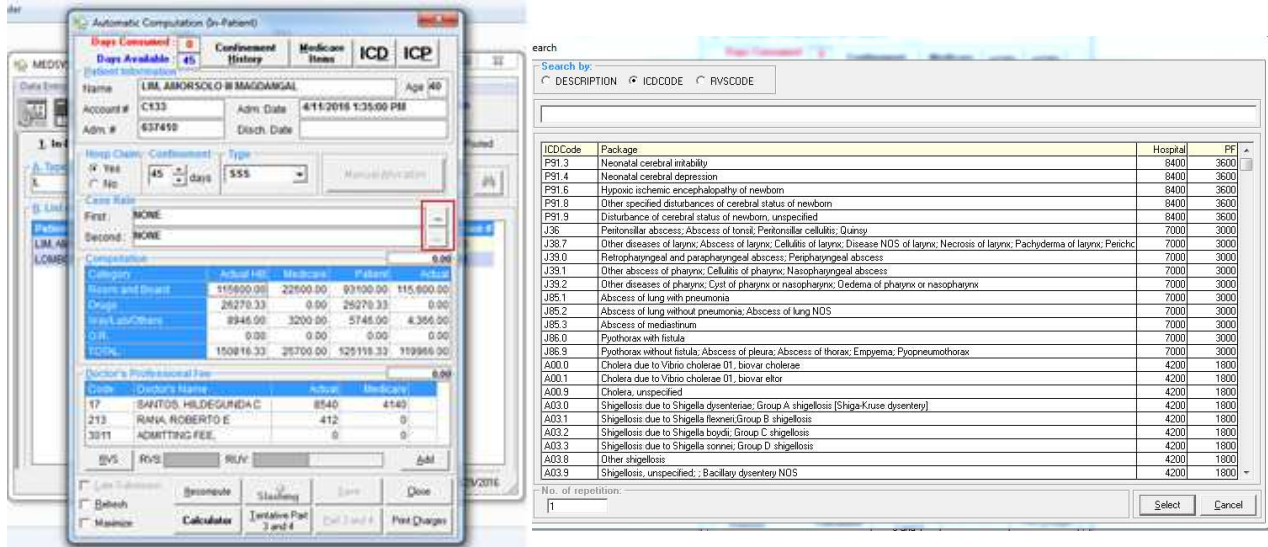 Automatic Computation (In-Patient)
Days Consumed 0
Days Available 45
Confinement History
Medicare Items
ICD
ICP
Patient Information
Name LIM, AMORSOLO III MAGDANGAL Age 40
Account # C133 Adm. Date 4/11/2016 1:35:00 PM
Adm. # 637450 Disch. Date
Hosp Claim Confinement Type
Yes
No
45 days SSS
Case Rate
First : NONE ...
Second : NONE ...
Computation 0.00
Category Actual HB Medicare Patient Actual
Room and Board 115800.00 22500.00 93100.00 115,600.00
Drugs 26270.33 0.00 26270.33 0.00
Xray/Lab/Others 8946.00 3200.00 5746.00 4,366.00
O.R. 0.00 0.00 0.00 0.00
TOTAL: 150816.33 25700.00 125116.33 119966.00
Doctor's Professional Fee 0.00
Code Doctor's Name Actual Medicare
17 SANTOS, HILDEGUNDA C 8540 4140
213 RANA, ROBERTO E 412 0
3011 ADMITTING FEE, 0 0
RVS RVS: RUV: Add
Refresh
Maximize
Recompute
Slashing
Save
Close
Calculator
Tentative Part 3 and 4
Print Charges
MEDSY
earch
Search by:
DESCRIPTION ICDCODE RVSCODE
ICDCode Package Hospital PF
P91.3 Neonatal cerebral irritability 8400 3600
P91.4 Neonatal cerebral depression 8400 3600
P91.6 Hypoxic ischemic encephalopathy of newborn 8400 3600
P91.8 Other specified disturbances of cerebral status of newborn 8400 3600
P91.9 Disturbance of cerebral status of newborn, unspecified 8400 3600
J36 Peritonsillar abscess; Abscess of tonsil; Peritonsillar cellulitis; Quinsy 7000 3000
J38.7 Other diseases of larynx; Abscess of larynx; Cellulitis of larynx; Disease NOS of larynx; Necrosis of larynx; Pachyderma of larynx; Perichc 7000 3000
J39.0 Retropharyngeal and parapharyngeal abscess; Peripharyngeal abscess 7000 3000
J39.1 Other abscess of pharynx; Cellulitis of pharynx; Nasopharyngeal abscess 7000 3000
J39.2 Other diseases of pharynx; Cyst of pharynx or nasopharynx; Oedema of pharynx or nasopharynx 7000 3000
J85.1 Abscess of lung with pneumonia 7000 3000
J85.2 Abscess of lung without pneumonia; Abscess of lung NOS 7000 3000
J85.3 Abscess of mediastinum 7000 3000
J86.0 Pyothorax with fistula 7000 3000
J86.9 Pyothorax without fistula; Abscess of pleura; Abscess of thorax; Empyema; Pyopneumothorax 7000 3000
A00.0 Cholera due to Vibrio cholerae 01, biovar cholerae 4200 1800
A00.1 Cholera due to Vibrio cholerae 01, biovar eltor 4200 1800
A00.9 Cholera, unspecified 4200 1800
A03.0 Shigellosis due to Shigella dysenteriae; Group A shigellosis [Shiga-Kruse dysentery] 4200 1800
A03.1 Shigellosis due to Shigella flexneri;Group B shigellosis 4200 1800
A03.2 Shigellosis due to Shigella boydii; Group C shigellosis 4200 1800
A03.3 Shigellosis due to Shigella sonnei; Group D shigellosis 4200 1800
A03.8 Other shigellosis 4200 1800
A03.9 Shigellosis, unspecified; ; Bacillary dysentery NOS 4200 1800
No. of repetition:
1
Select Cancel